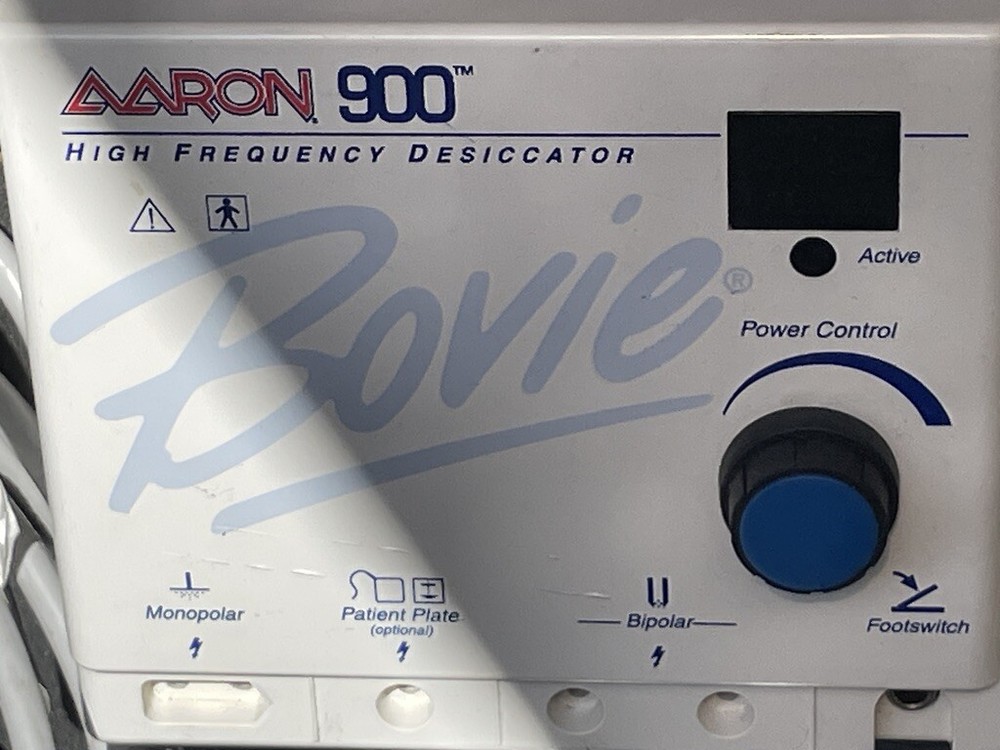 AARON 900™
HIGH FREQUENCY DESICCATOR
Bovie®
Active
Power Control
Monopolar
Patient Plate
(optional)
Bipolar
Footswitch